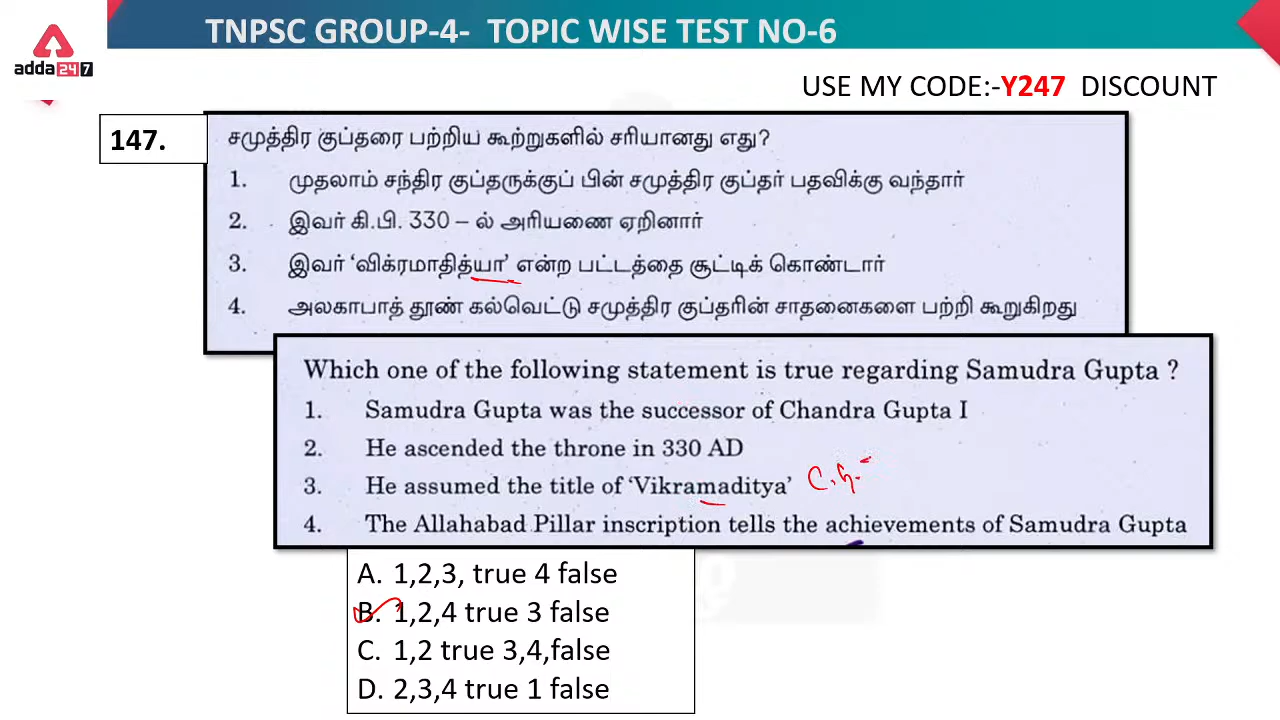 TNPSC GROUP-4- TOPIC WISE TEST NO-6
adda247
USE MY CODE:-Y247 DISCOUNT
147.
சமுத்திர குப்தரை பற்றிய கூற்றுகளில் சரியானது எது?
1. முதலாம் சந்திர குப்தருக்குப் பின் சமுத்திர குப்தர் பதவிக்கு வந்தார்
2. இவர் கி.பி. 330 – ல் அரியணை ஏறினார்
3. இவர் ‘விக்ரமாதித்யா’ என்ற பட்டத்தை சூட்டிக் கொண்டார்
4. அலகாபாத் தூண் கல்வெட்டு சமுத்திர குப்தரின் சாதனைகளை பற்றி கூறுகிறது
Which one of the following statement is true regarding Samudra Gupta ?
1. Samudra Gupta was the successor of Chandra Gupta I
2. He ascended the throne in 330 AD
3. He assumed the title of ‘Vikramaditya’
4. The Allahabad Pillar inscription tells the achievements of Samudra Gupta
A. 1,2,3, true 4 false
B. 1,2,4 true 3 false
C. 1,2 true 3,4,false
D. 2,3,4 true 1 false